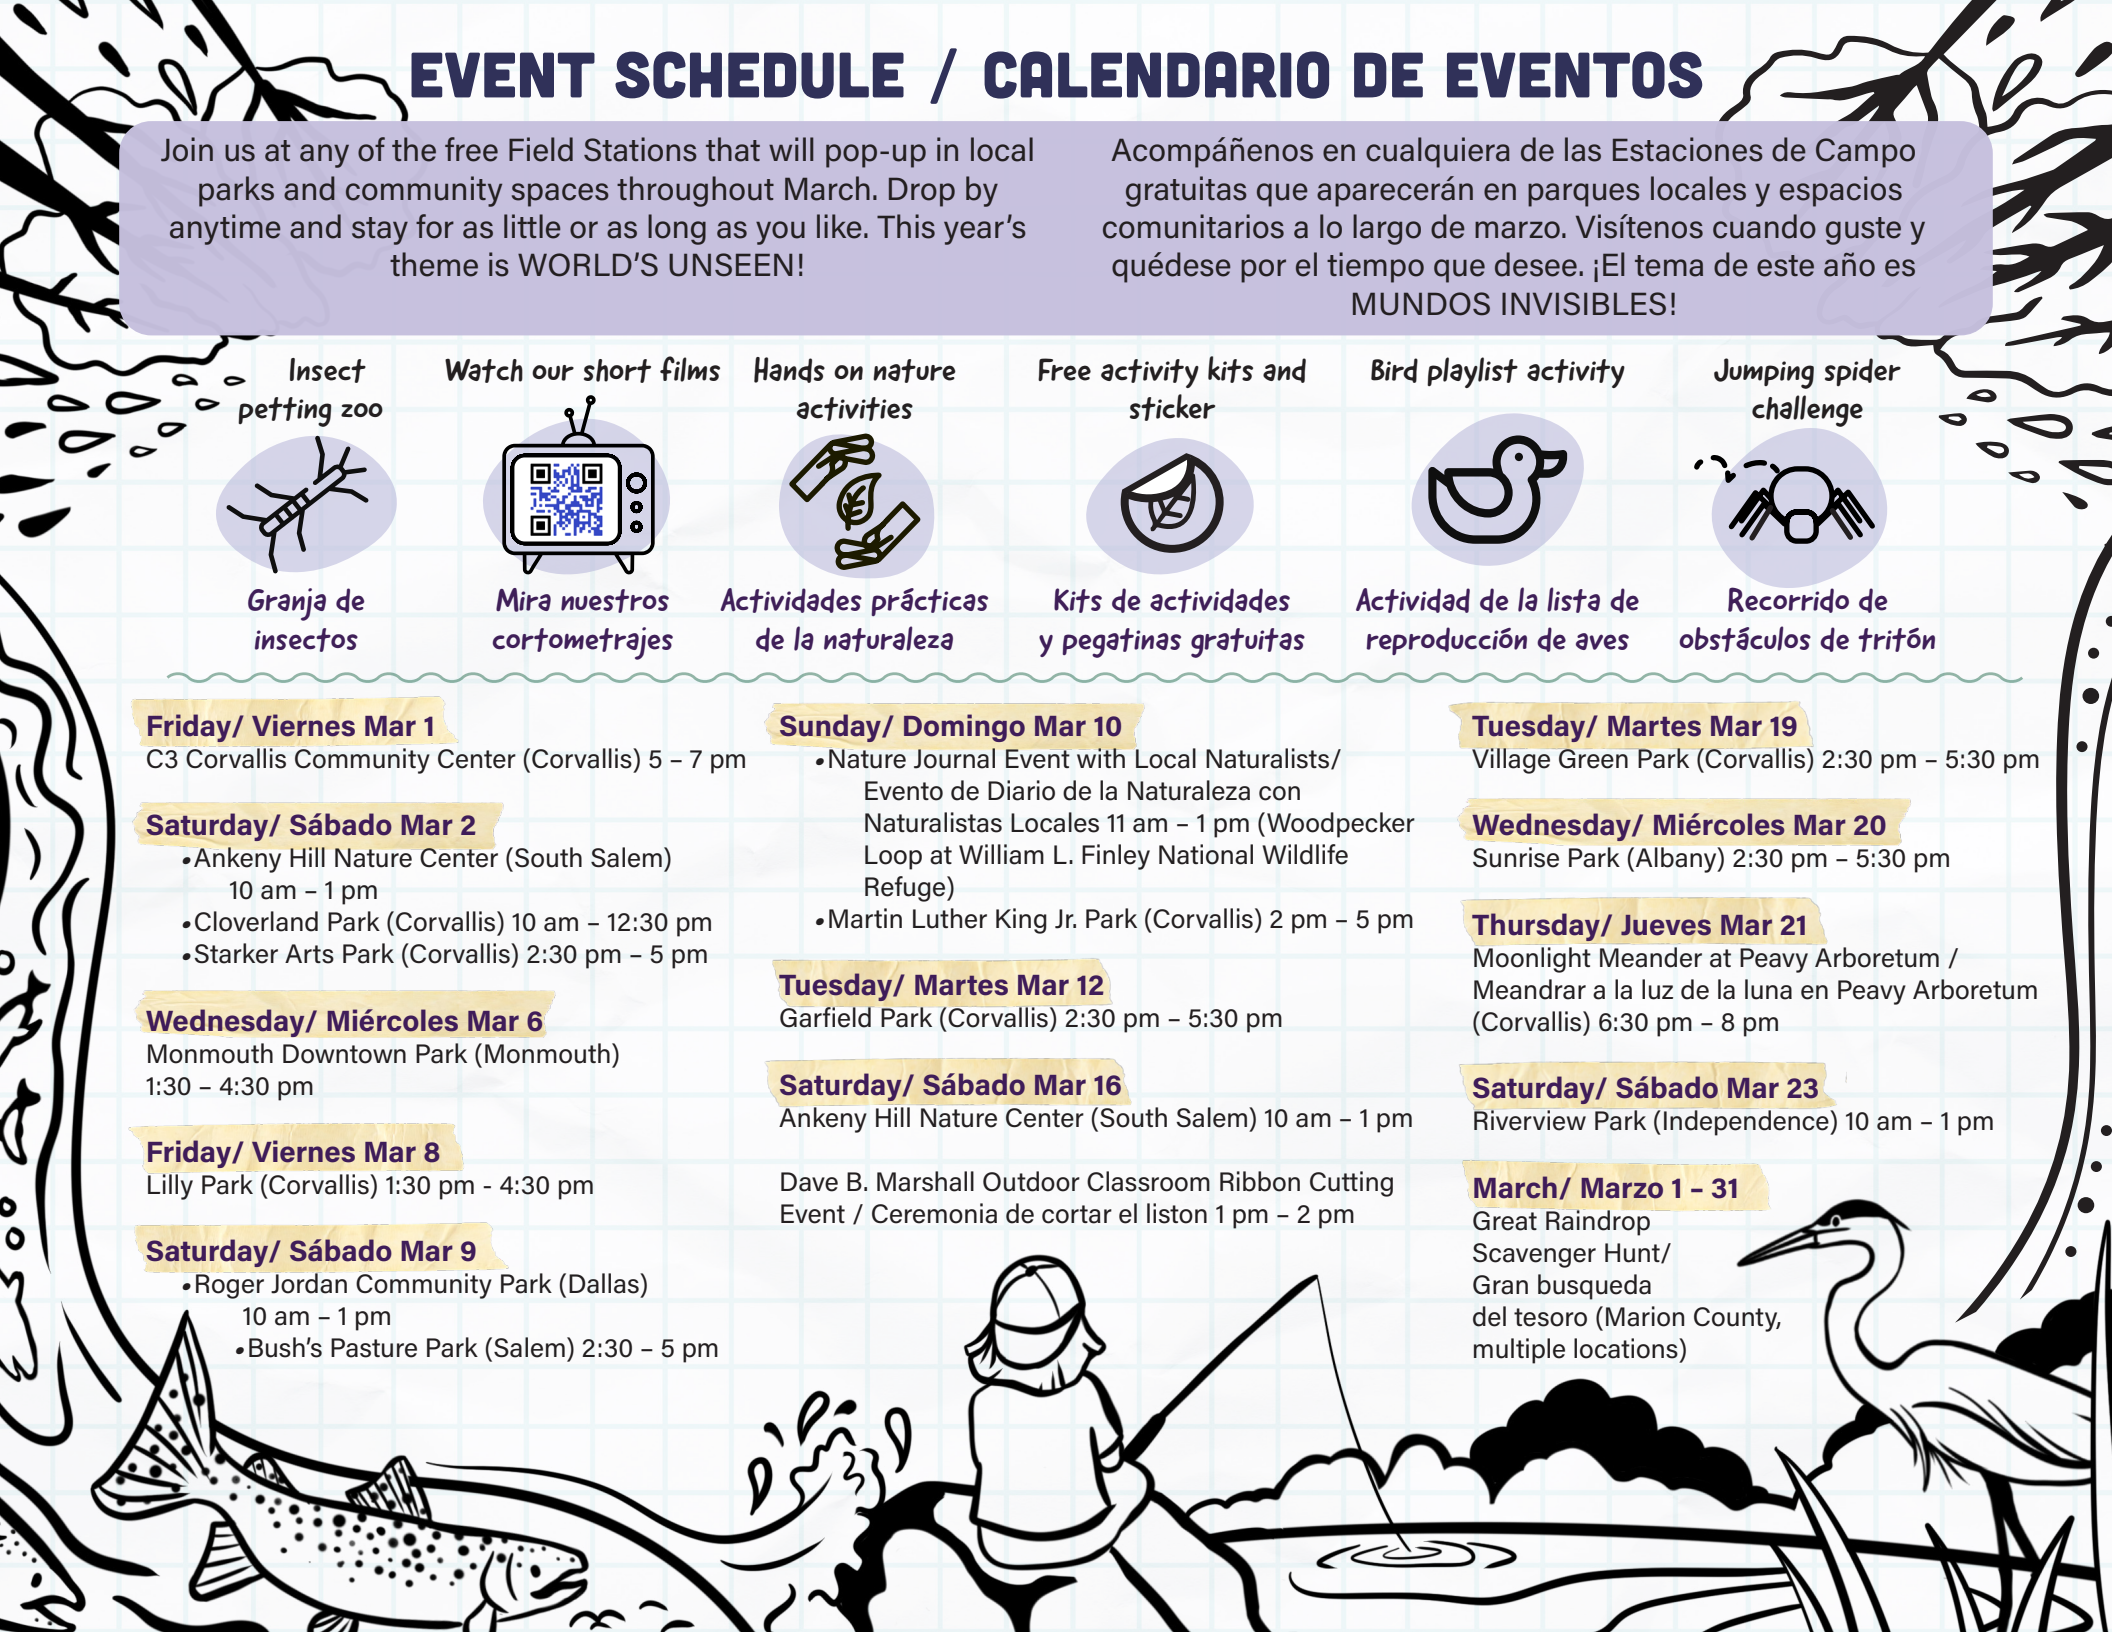 EVENT SCHEDULE / CALENDARIO DE EVENTOS
Join us at any of the free Field Stations that will pop-up in local
parks and community spaces throughout March. Drop by
anytime and stay for as little or as long as you like. This year's
theme is WORLD'S UNSEEN!
Acompáñenos en cualquiera de las Estaciones de Campo
gratuitas que aparecerán en parques locales y espacios
comunitarios a lo largo de marzo. Visítenos cuando guste y
quédese por el tiempo que desee. ¡El tema de este año es
MUNDOS INVISIBLES!
Insect
petting zoo
Granja de
insectos
Watch our short films
Mira nuestros
cortometrajes
Hands on nature
activities
Actividades prácticas
de la naturaleza
Free activity kits and
sticker
Kits de actividades
y pegatinas gratuitas
Bird playlist activity
Actividad de la lista de
reproducción de aves
Jumping spider
challenge
Recorrido de
obstáculos de tritón
Friday/ Viernes Mar 1
C3 Corvallis Community Center (Corvallis) 5 – 7 pm
Saturday/ Sábado Mar 2
•Ankeny Hill Nature Center (South Salem)
10 am – 1 pm
•Cloverland Park (Corvallis) 10 am – 12:30 pm
•Starker Arts Park (Corvallis) 2:30 pm – 5 pm
Wednesday/ Miércoles Mar 6
Monmouth Downtown Park (Monmouth)
1:30 – 4:30 pm
Friday/ Viernes Mar 8
Lilly Park (Corvallis) 1:30 pm - 4:30 pm
Saturday/ Sábado Mar 9
•Roger Jordan Community Park (Dallas)
10 am – 1 pm
•Bush's Pasture Park (Salem) 2:30 – 5 pm
Sunday/ Domingo Mar 10
•Nature Journal Event with Local Naturalists/
Evento de Diario de la Naturaleza con
Naturalistas Locales 11 am – 1 pm (Woodpecker
Loop at William L. Finley National Wildlife
Refuge)
•Martin Luther King Jr. Park (Corvallis) 2 pm – 5 pm
Tuesday/ Martes Mar 12
Garfield Park (Corvallis) 2:30 pm – 5:30 pm
Saturday/ Sábado Mar 16
Ankeny Hill Nature Center (South Salem) 10 am – 1 pm
Dave B. Marshall Outdoor Classroom Ribbon Cutting
Event / Ceremonia de cortar el liston 1 pm – 2 pm
Tuesday/ Martes Mar 19
Village Green Park (Corvallis) 2:30 pm – 5:30 pm
Wednesday/ Miércoles Mar 20
Sunrise Park (Albany) 2:30 pm – 5:30 pm
Thursday/ Jueves Mar 21
Moonlight Meander at Peavy Arboretum /
Meandrar a la luz de la luna en Peavy Arboretum
(Corvallis) 6:30 pm – 8 pm
Saturday/ Sábado Mar 23
Riverview Park (Independence) 10 am – 1 pm
March/ Marzo 1 – 31
Great Raindrop
Scavenger Hunt/
Gran busqueda
del tesoro (Marion County,
multiple locations)